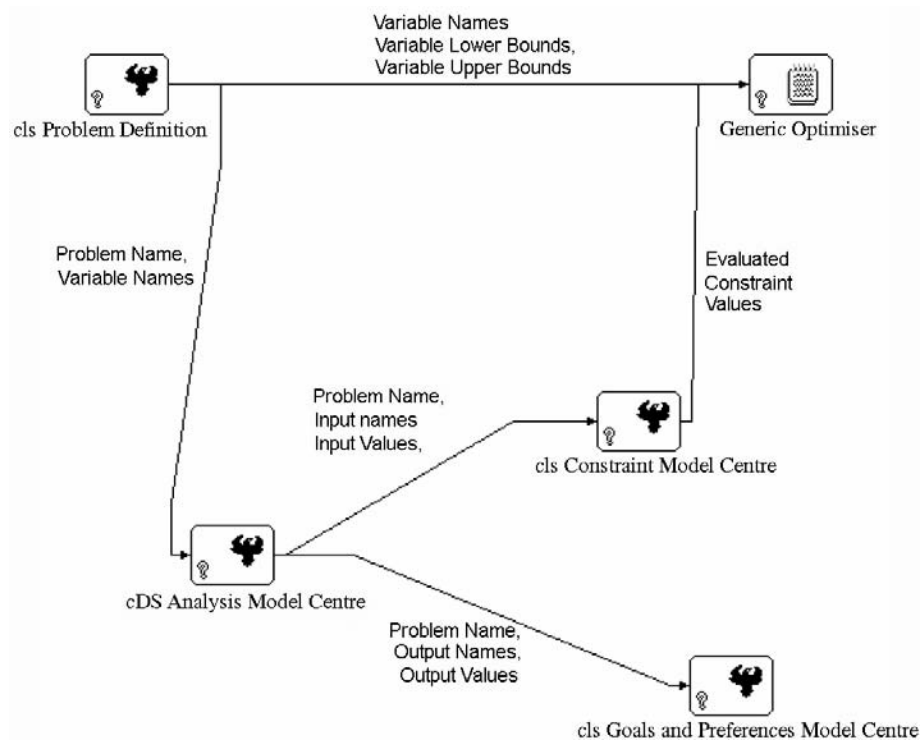 Variable Names
Variable Lower Bounds,
Variable Upper Bounds
cls Problem Definition
Generic Optimiser
Problem Name,
Variable Names
Evaluated
Constraint
Values
Problem Name,
Input names
Input Values,
cls Constraint Model Centre
cDS Analysis Model Centre
Problem Name,
Output Names,
Output Values
cls Goals and Preferences Model Centre